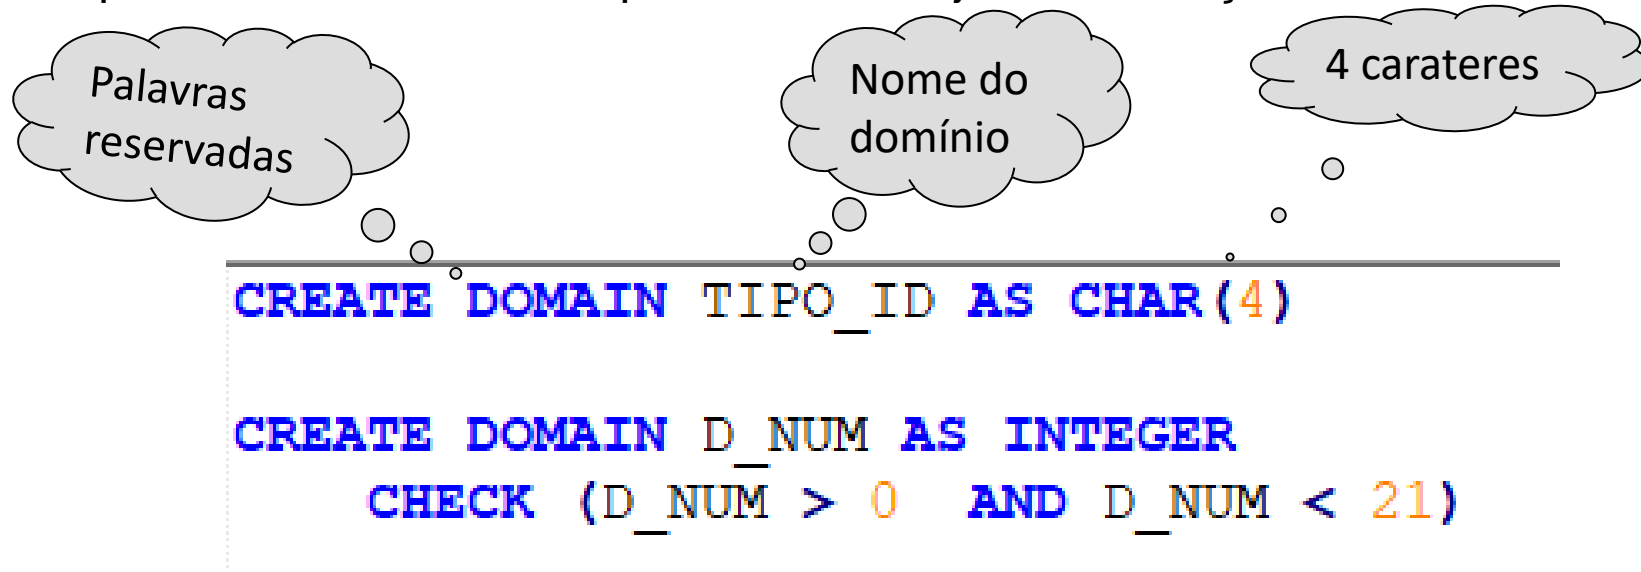 Palavras
reservadas
Nome do
domínio
4 carateres
CREATE DOMAIN TIPO_ID AS CHAR(4)
CREATE DOMAIN D_NUM AS INTEGER
CHECK (D_NUM > 0 AND D_NUM < 21)